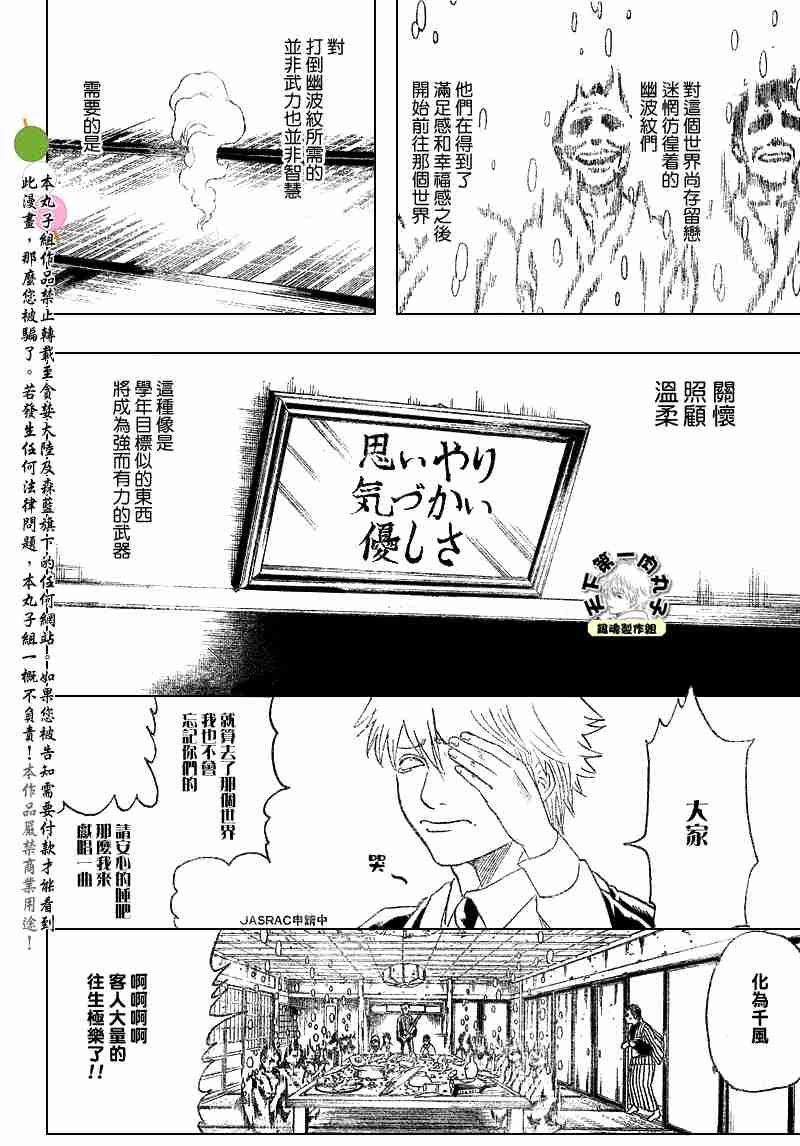 對這個世界尚存留戀
迷惘彷徨着的
幽波紋們
他們在得到了
滿足感和幸福感之後
開始前往那個世界
對
打倒幽波紋所需的
並非武力也並非智慧
需要的是
關懷
照顧
溫柔
思いやり
気づかい
優しさ
這種像是
學年目標似的東西
將成為強而有力的武器
天下第一肉丸子
銀魂製作組
大家
哭
就算去了那個世界
我也不會
忘記你們的
請安心的睡吧
那麼我來
獻唱一曲
JASRAC申請中
化為千風
啊啊啊啊
客人大量的
往生極樂了!!
本丸子組作品禁止轉載至貪婪大陸及森藍旗下的任何網站。如果您被告知需要付款才能看到
此漫畫，那麼您被騙了。若發生任何法律問題，本丸子組一概不負責！本作品嚴禁商業用途！